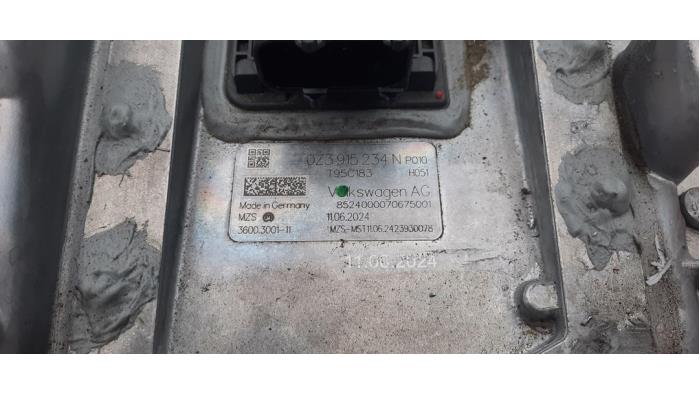 0Z3 915 234 N P010
T95C183 H051
Volkswagen AG
Made in Germany 8524000070675001
MZS 11.06.2024
3600.3001-11 MZS-MST11.06.2423930078
11.06.2024